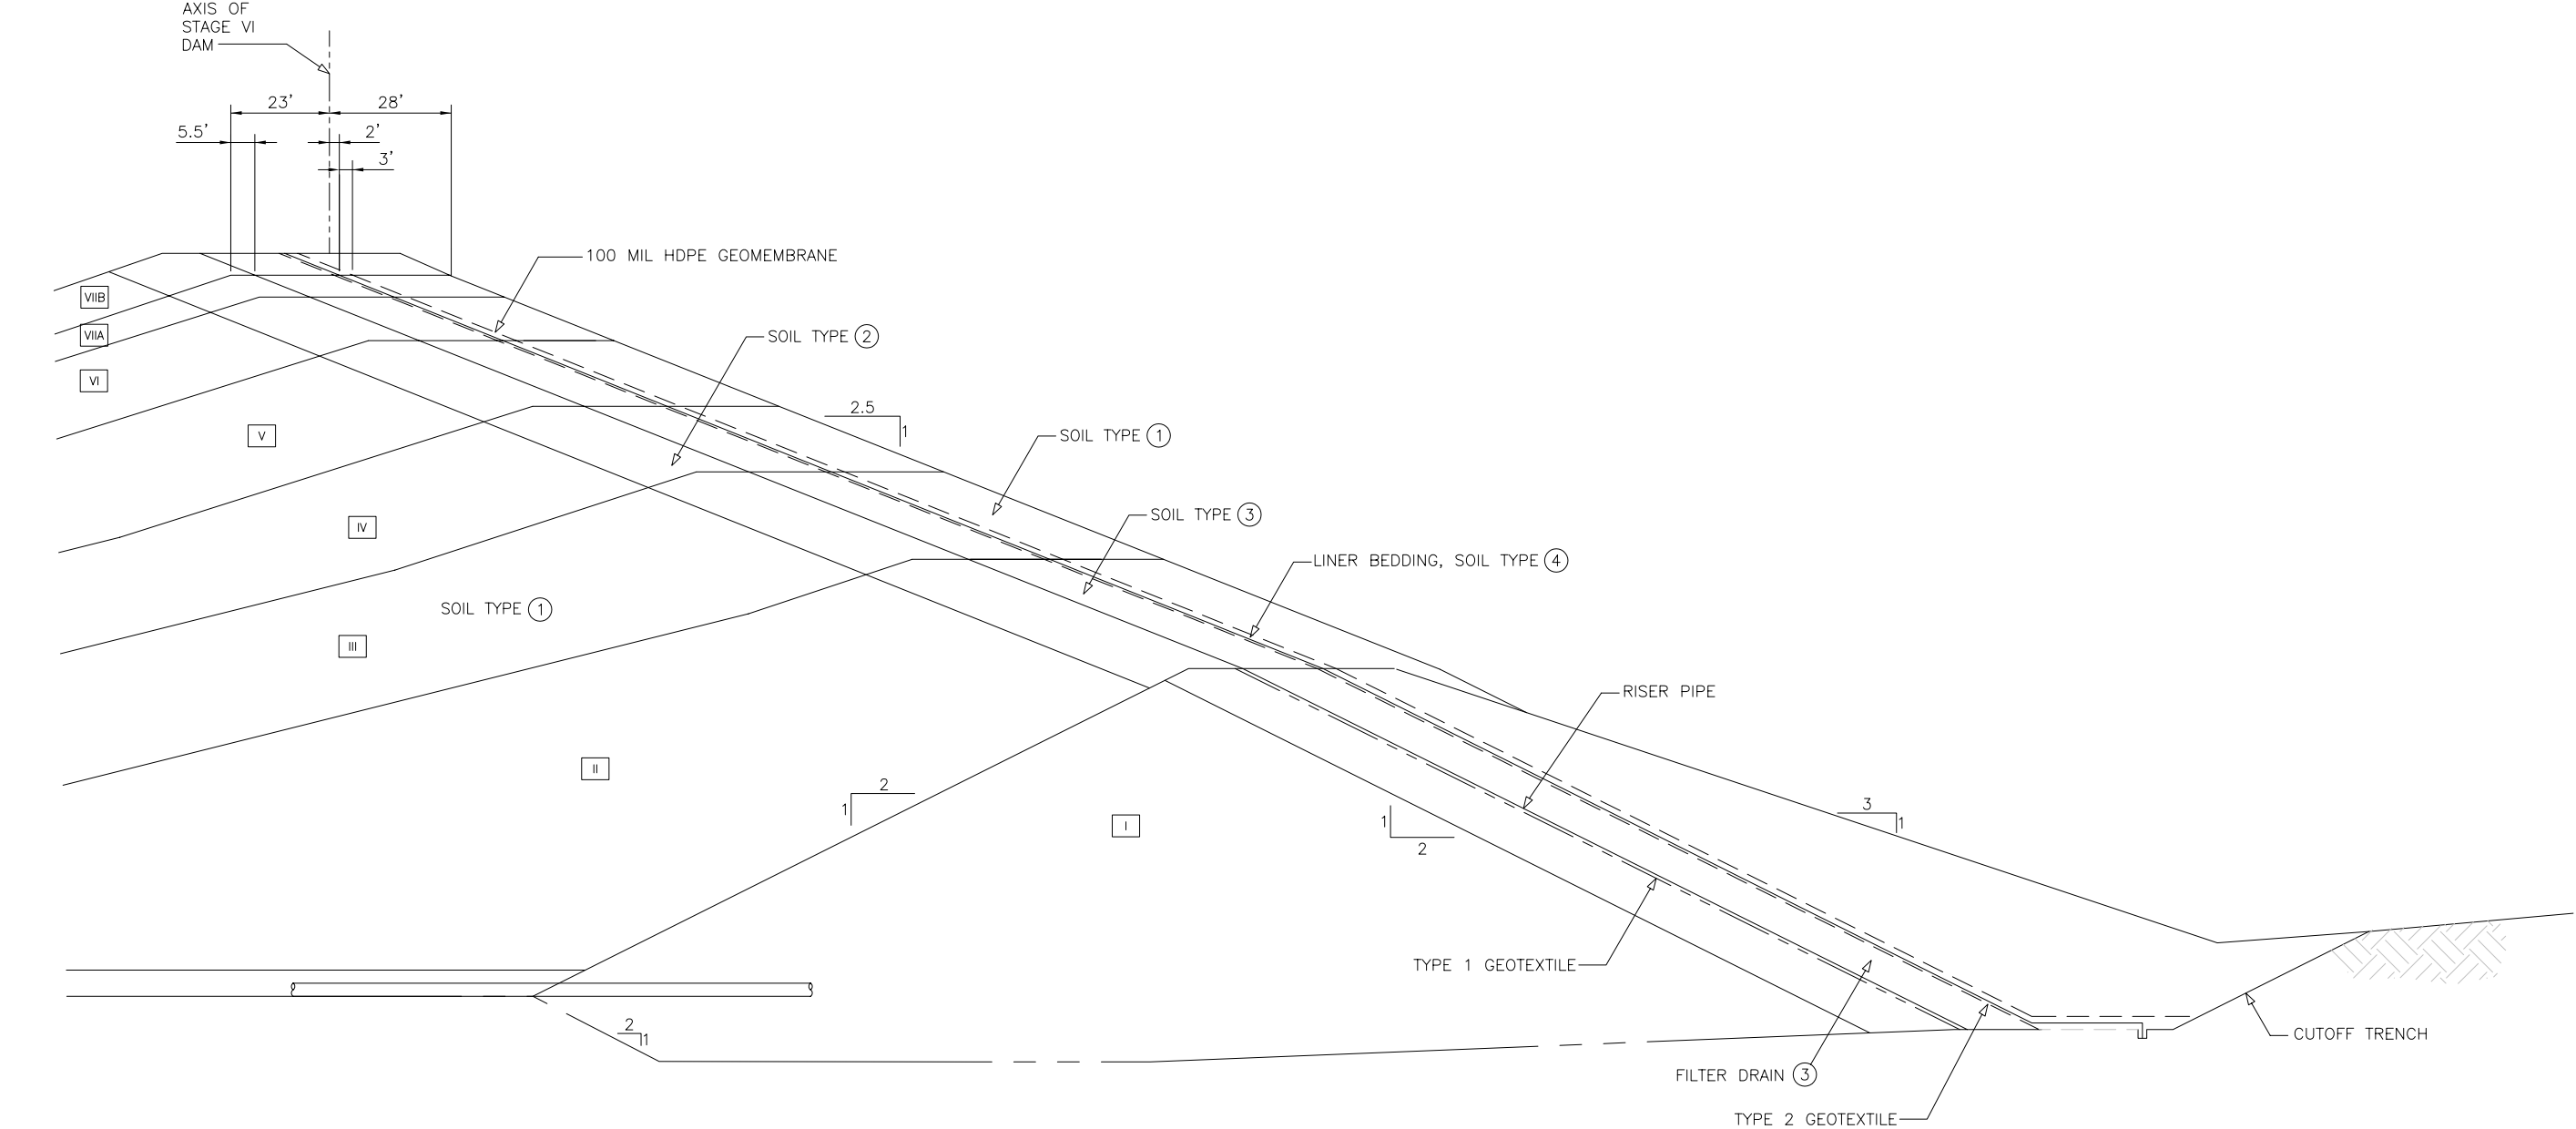 AXIS OF
STAGE VI
DAM
23' 28'
5.5' 2'
3'
100 MIL HDPE GEOMEMBRANE
VIIB
VIIA
SOIL TYPE 2
VI
2.5
1
V
SOIL TYPE 1
SOIL TYPE 3
IV
LINER BEDDING, SOIL TYPE 4
SOIL TYPE 1
III
RISER PIPE
II
2
1
I
1
2
3
1
TYPE 1 GEOTEXTILE
2
1
CUTOFF TRENCH
FILTER DRAIN 3
TYPE 2 GEOTEXTILE